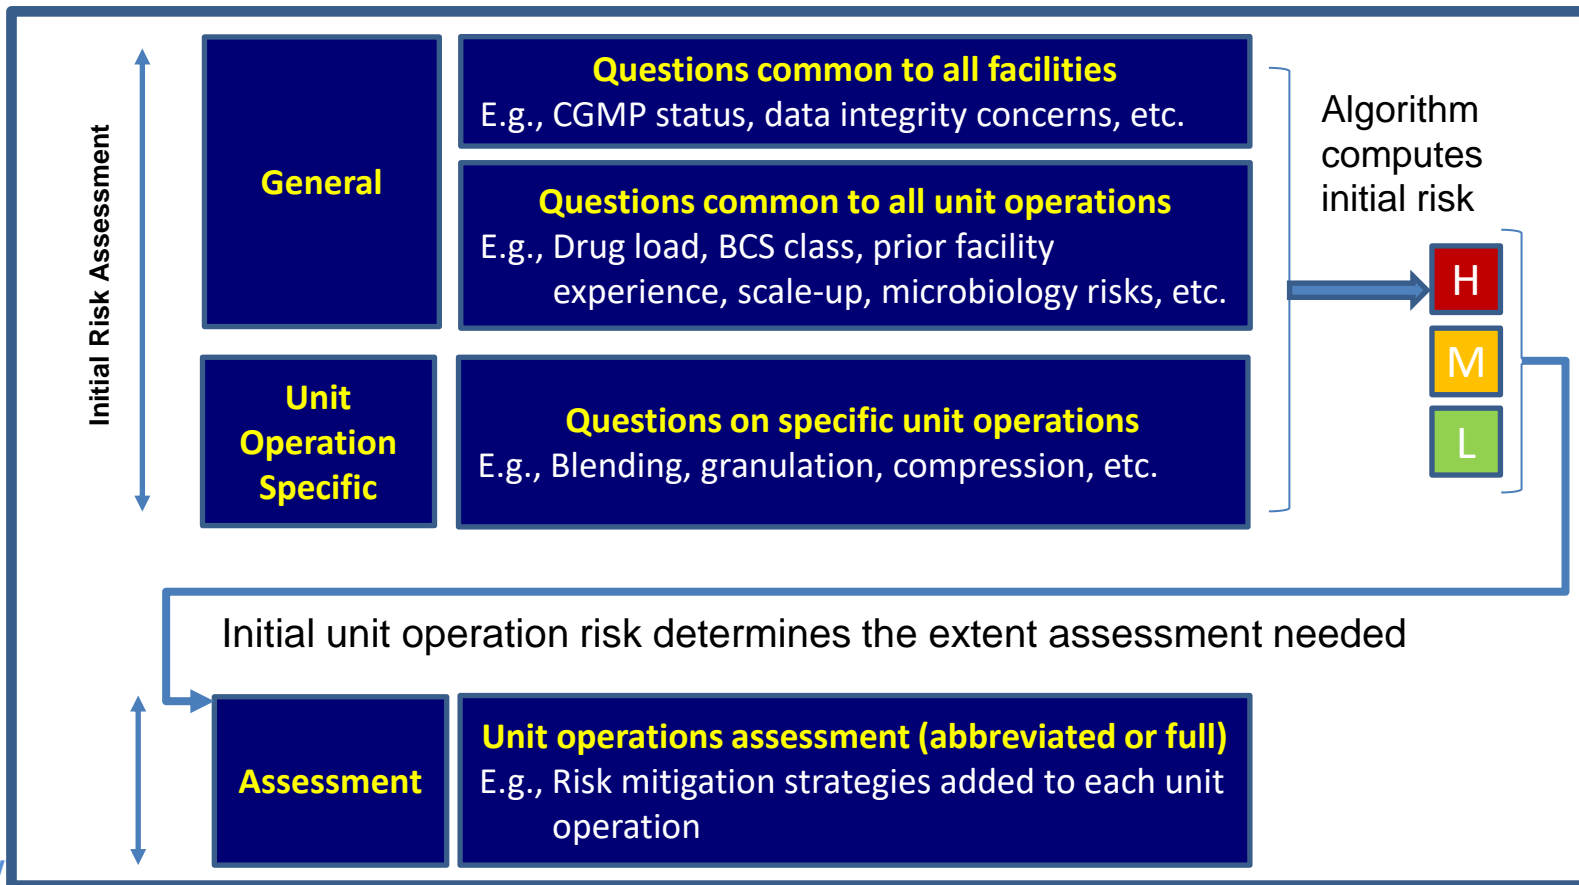 Initial Risk Assessment
General
Questions common to all facilities
E.g., CGMP status, data integrity concerns, etc.
Questions common to all unit operations
E.g., Drug load, BCS class, prior facility
experience, scale-up, microbiology risks, etc.
Unit
Operation
Specific
Questions on specific unit operations
E.g., Blending, granulation, compression, etc.
Algorithm
computes
initial risk
H
M
L
Initial unit operation risk determines the extent assessment needed
Assessment
Unit operations assessment (abbreviated or full)
E.g., Risk mitigation strategies added to each unit
operation